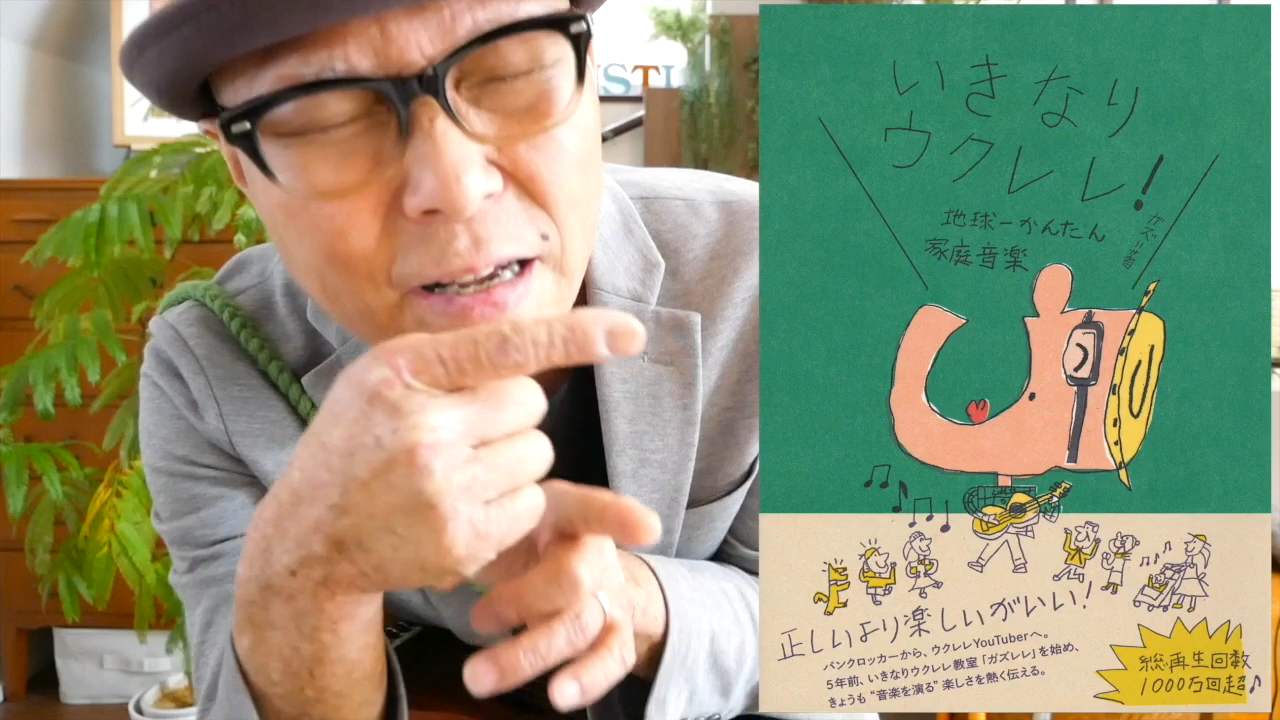 STI
いきなり
ウクレレ!
地球一かんたん
家庭音楽
ガズ!!著
正しいより楽しいがいい!
パンクロッカーから、ウクレレYouTuberへ。
5年前、いきなりウクレレ教室「ガズレレ」を始め、
きょうも“音楽を演る”楽しさを熱く伝える。
総再生回数
1000万回超♪